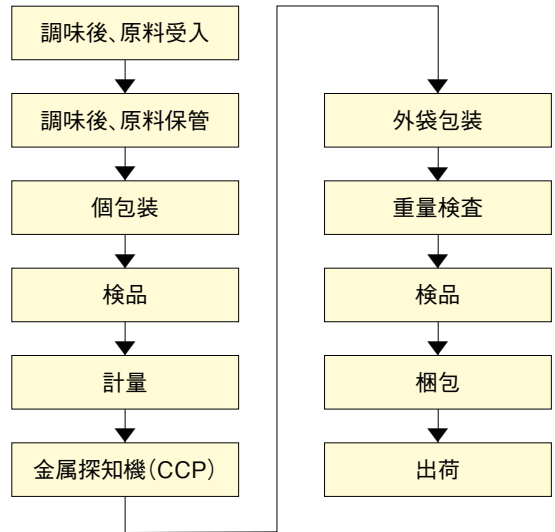 調味後、原料受入
調味後、原料保管
個包装
検品
計量
金属探知機(CCP)
外袋包装
重量検査
検品
梱包
出荷